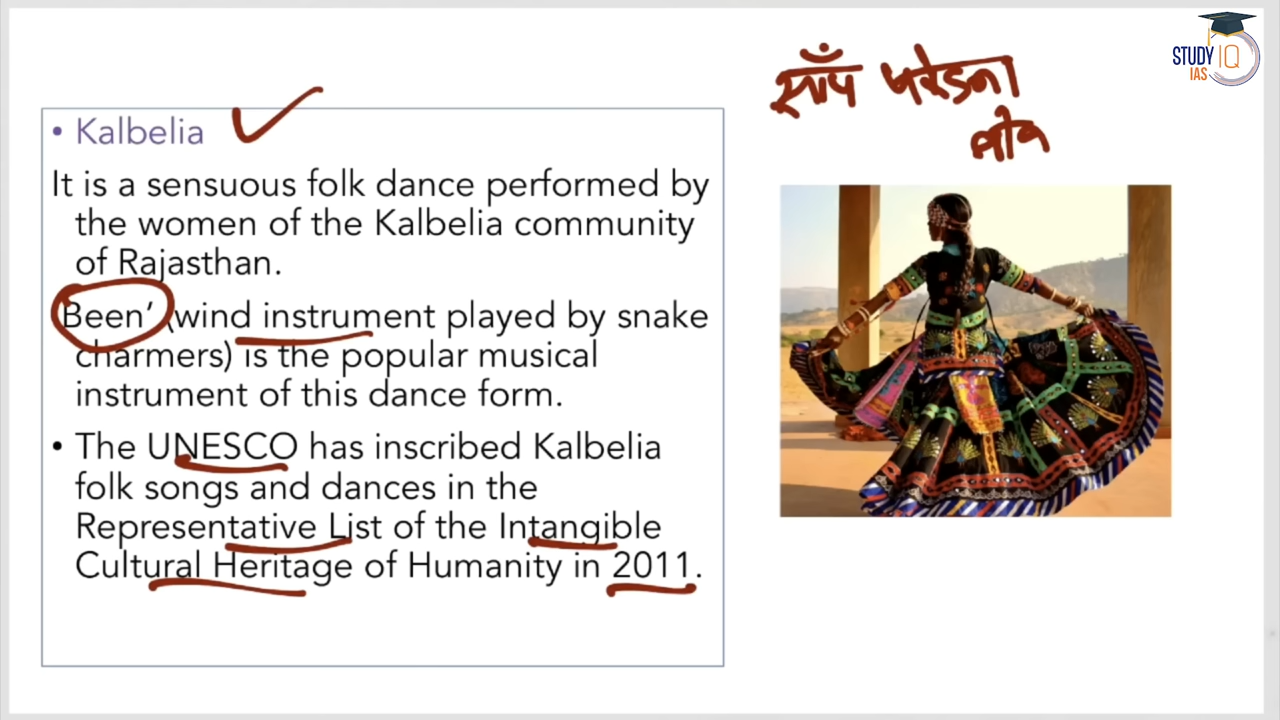 STUDY IQ
IAS
साँप
• Kalbelia
It is a sensuous folk dance performed by
the women of the Kalbelia community
of Rajasthan.
Been’ (wind instrument played by snake
charmers) is the popular musical
instrument of this dance form.
• The UNESCO has inscribed Kalbelia
folk songs and dances in the
Representative List of the Intangible
Cultural Heritage of Humanity in 2011.